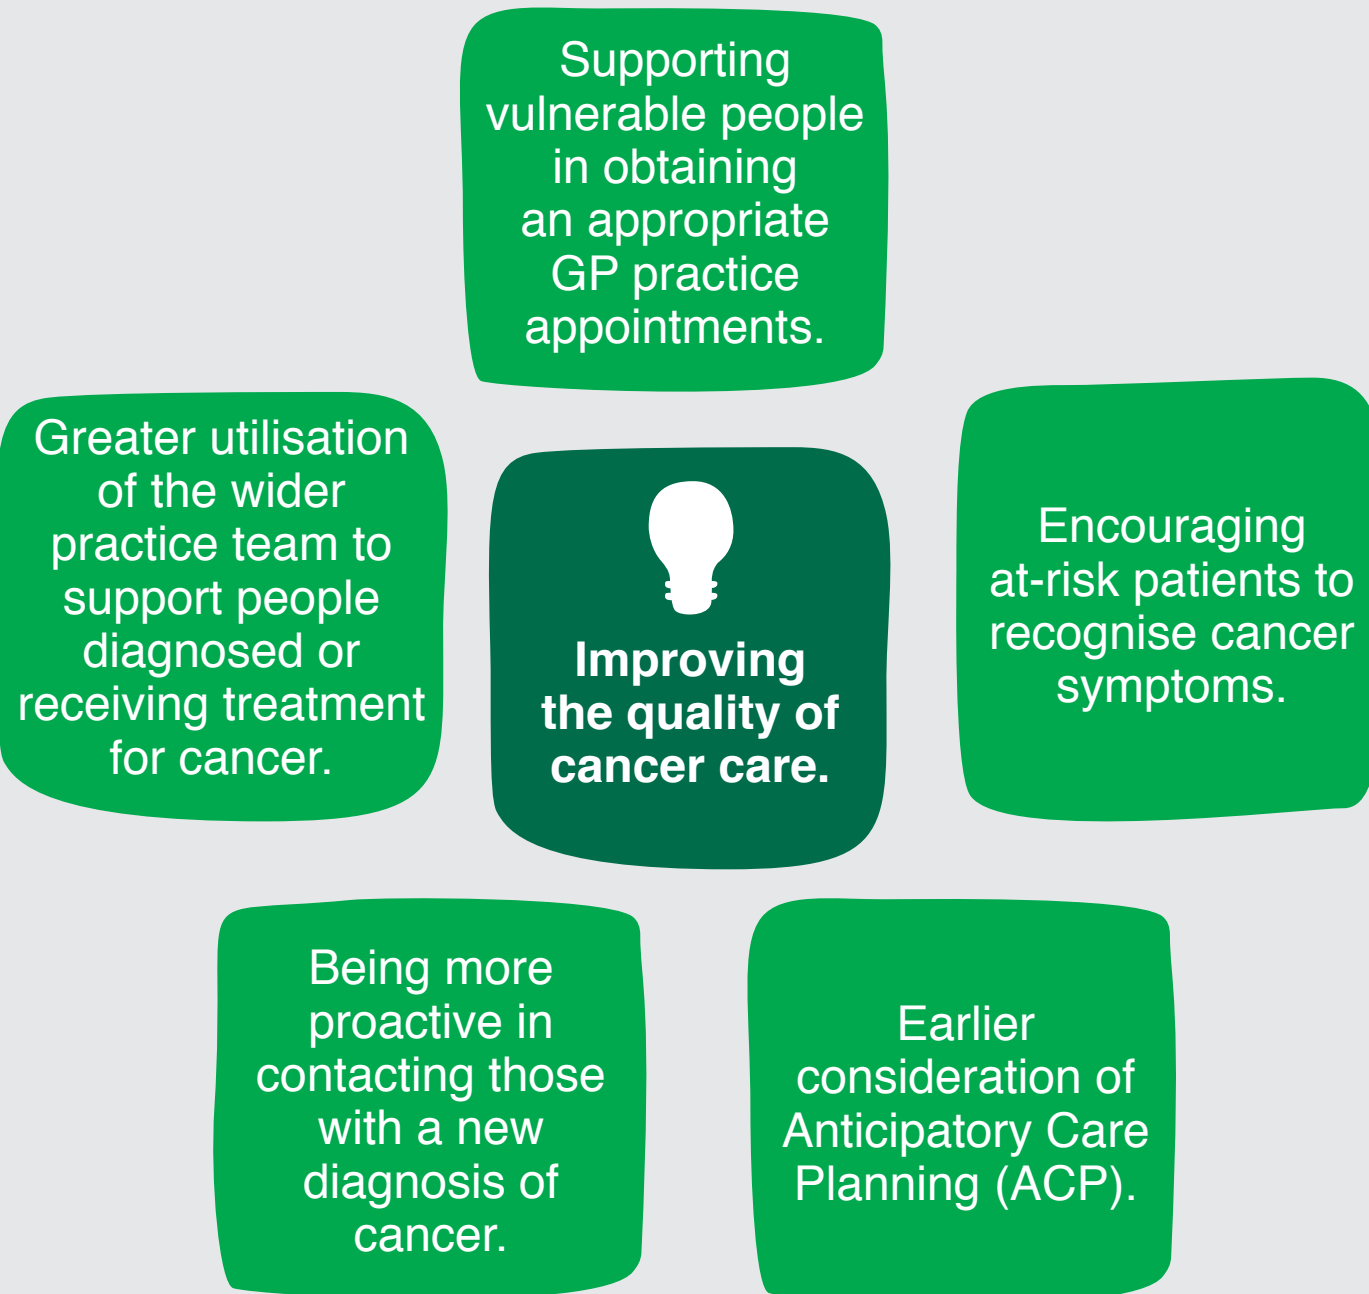 Supporting
vulnerable people
in obtaining
an appropriate
GP practice
appointments.
Greater utilisation
of the wider
practice team to
support people
diagnosed or
receiving treatment
for cancer.
Improving
the quality of
cancer care.
Encouraging
at-risk patients to
recognise cancer
symptoms.
Being more
proactive in
contacting those
with a new
diagnosis of
cancer.
Earlier
consideration of
Anticipatory Care
Planning (ACP).